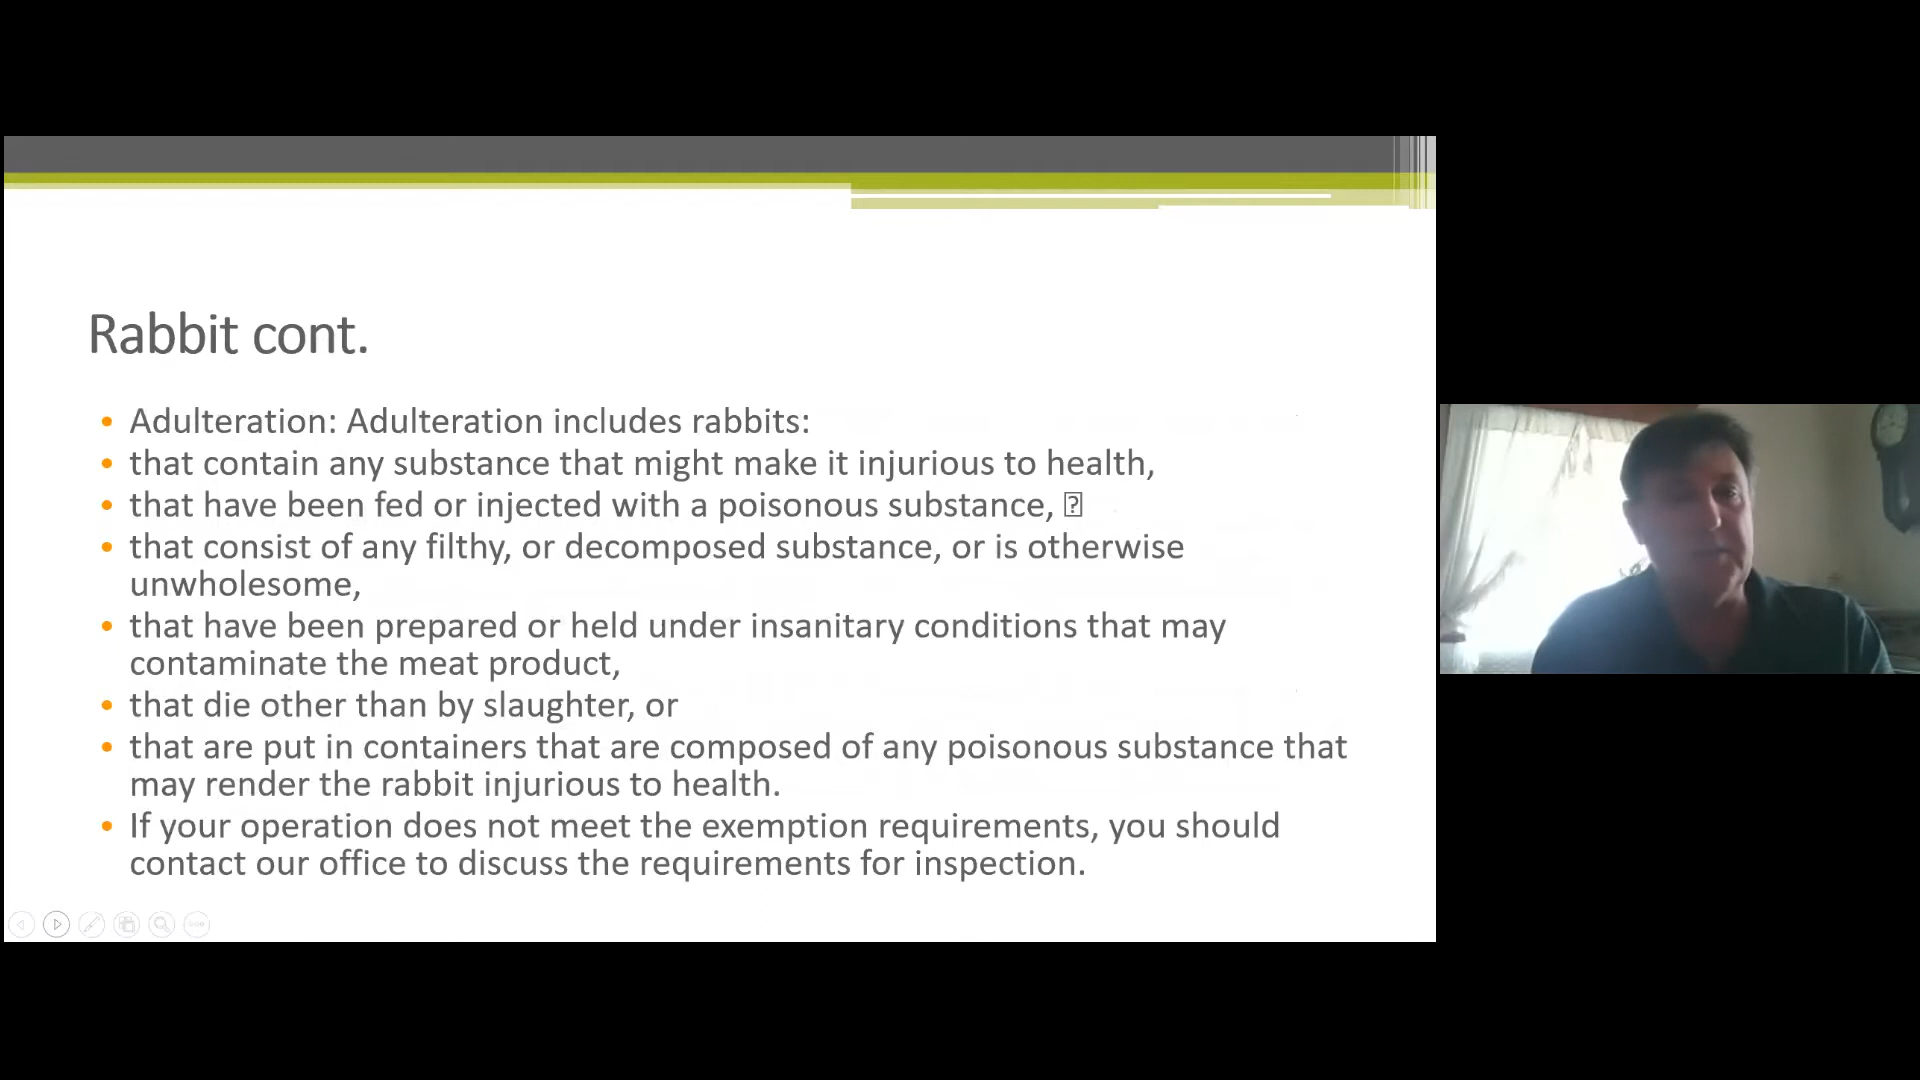 Rabbit cont.
• Adulteration: Adulteration includes rabbits:
• that contain any substance that might make it injurious to health,
• that have been fed or injected with a poisonous substance, 
• that consist of any filthy, or decomposed substance, or is otherwise
unwholesome,
• that have been prepared or held under insanitary conditions that may
contaminate the meat product,
• that die other than by slaughter, or
• that are put in containers that are composed of any poisonous substance that
may render the rabbit injurious to health.
• If your operation does not meet the exemption requirements, you should
contact our office to discuss the requirements for inspection.